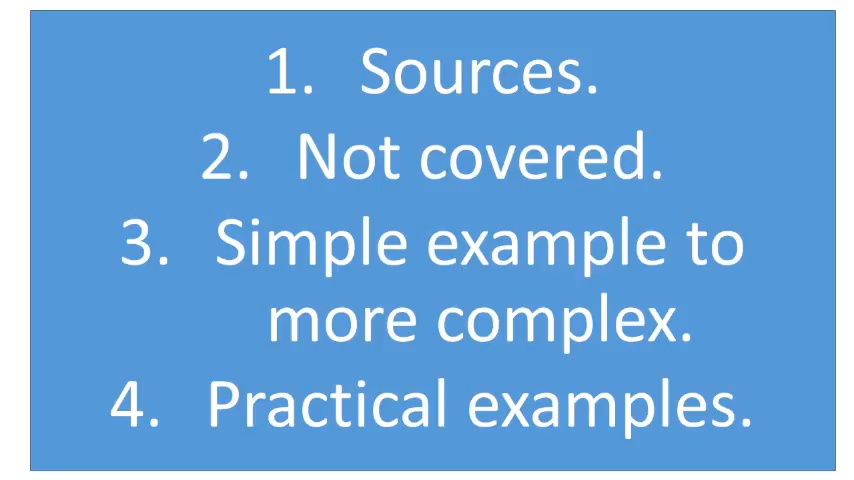 1. Sources.
2. Not covered.
3. Simple example to
more complex.
4. Practical examples.